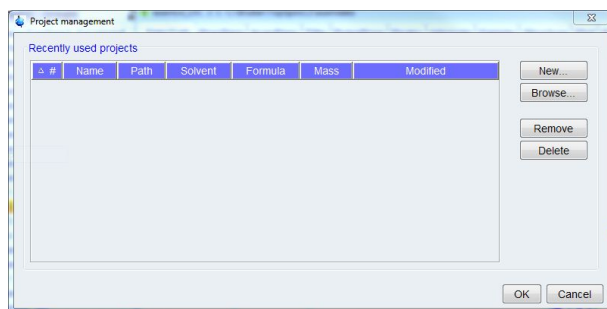 Project management
Recently used projects
# Name Path Solvent Formula Mass Modified
New...
Browse...
Remove
Delete
OK Cancel